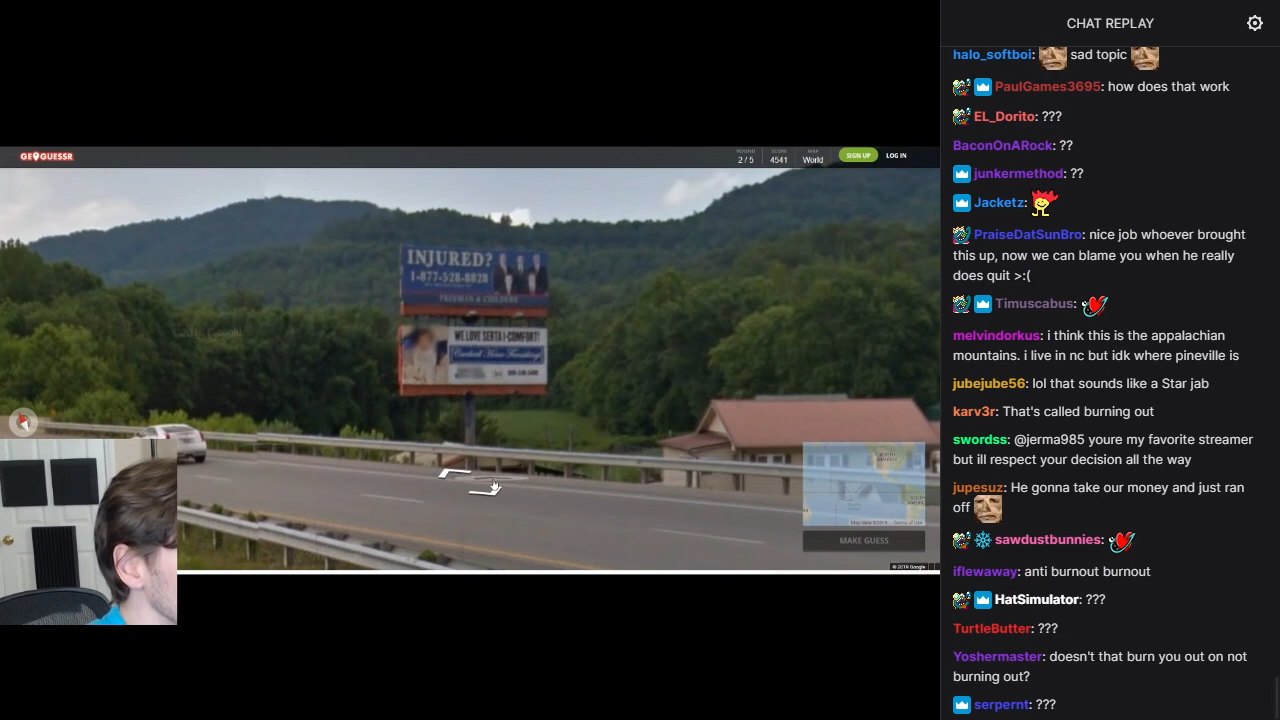 GEOGUESSR
ROUND
2 / 5
SCORE
4541
MAP
World
SIGN UP
LOG IN
INJURED?
1-877-528-8828
WE LOVE SERTA I-COMFORT!
MAKE GUESS
© 2019 Google
CHAT REPLAY
halo_softboi: sad topic
PaulGames3695: how does that work
EL_Dorito: ???
BaconOnARock: ??
junkermethod: ??
Jacketz:
PraiseDatSunBro: nice job whoever brought
this up, now we can blame you when he really
does quit >:(
Timuscabus:
melvindorkus: i think this is the appalachian
mountains. i live in nc but idk where pineville is
jubejube56: lol that sounds like a Star jab
karv3r: That's called burning out
swordss: @jerma985 youre my favorite streamer
but ill respect your decision all the way
jupesuz: He gonna take our money and just ran
off
sawdustbunnies:
iflewaway: anti burnout burnout
HatSimulator: ???
TurtleButter: ???
Yoshermaster: doesn't that burn you out on not
burning out?
serpernt: ???